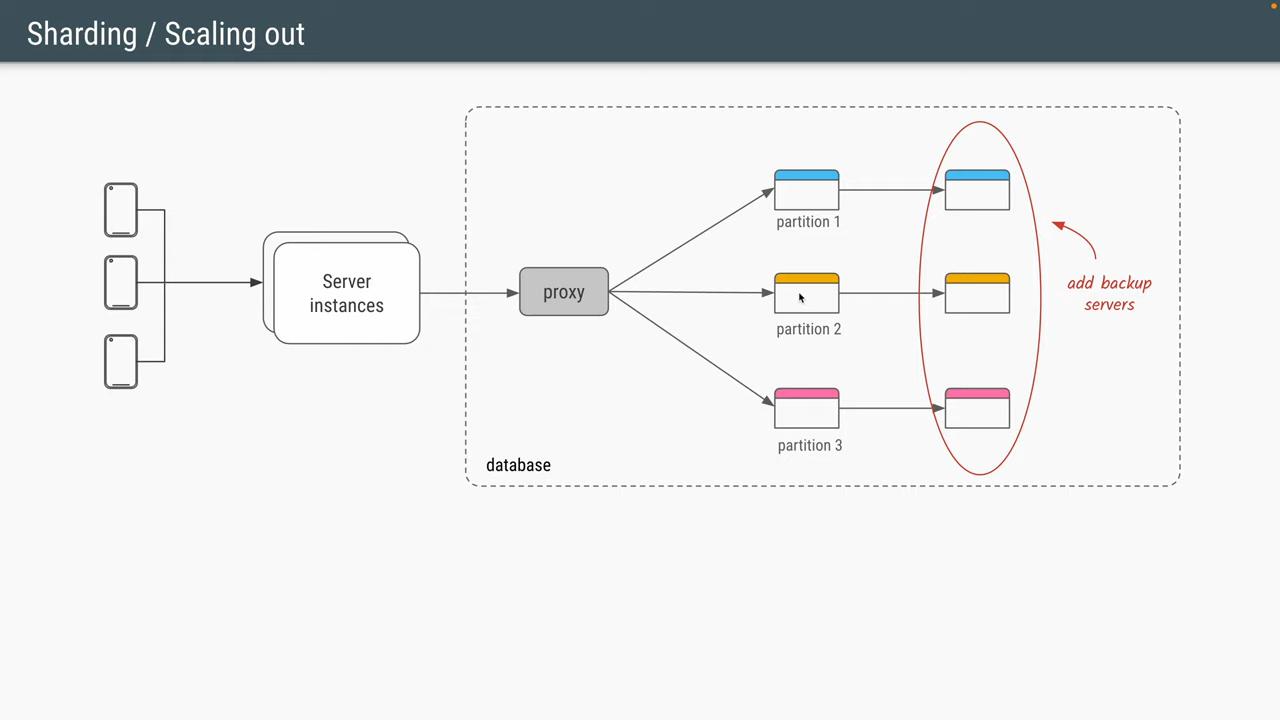 Sharding / Scaling out
Server
instances
proxy
partition 1
partition 2
partition 3
add backup
servers
database